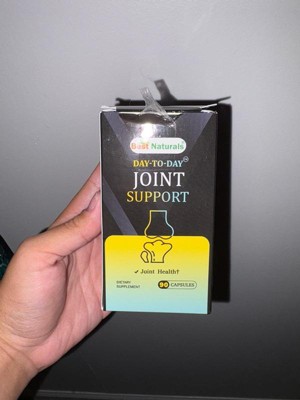 Best Naturals
DAY-TO-DAY
JOINT
SUPPORT
✓ Joint Health†
DIETARY
SUPPLEMENT
90 CAPSULES